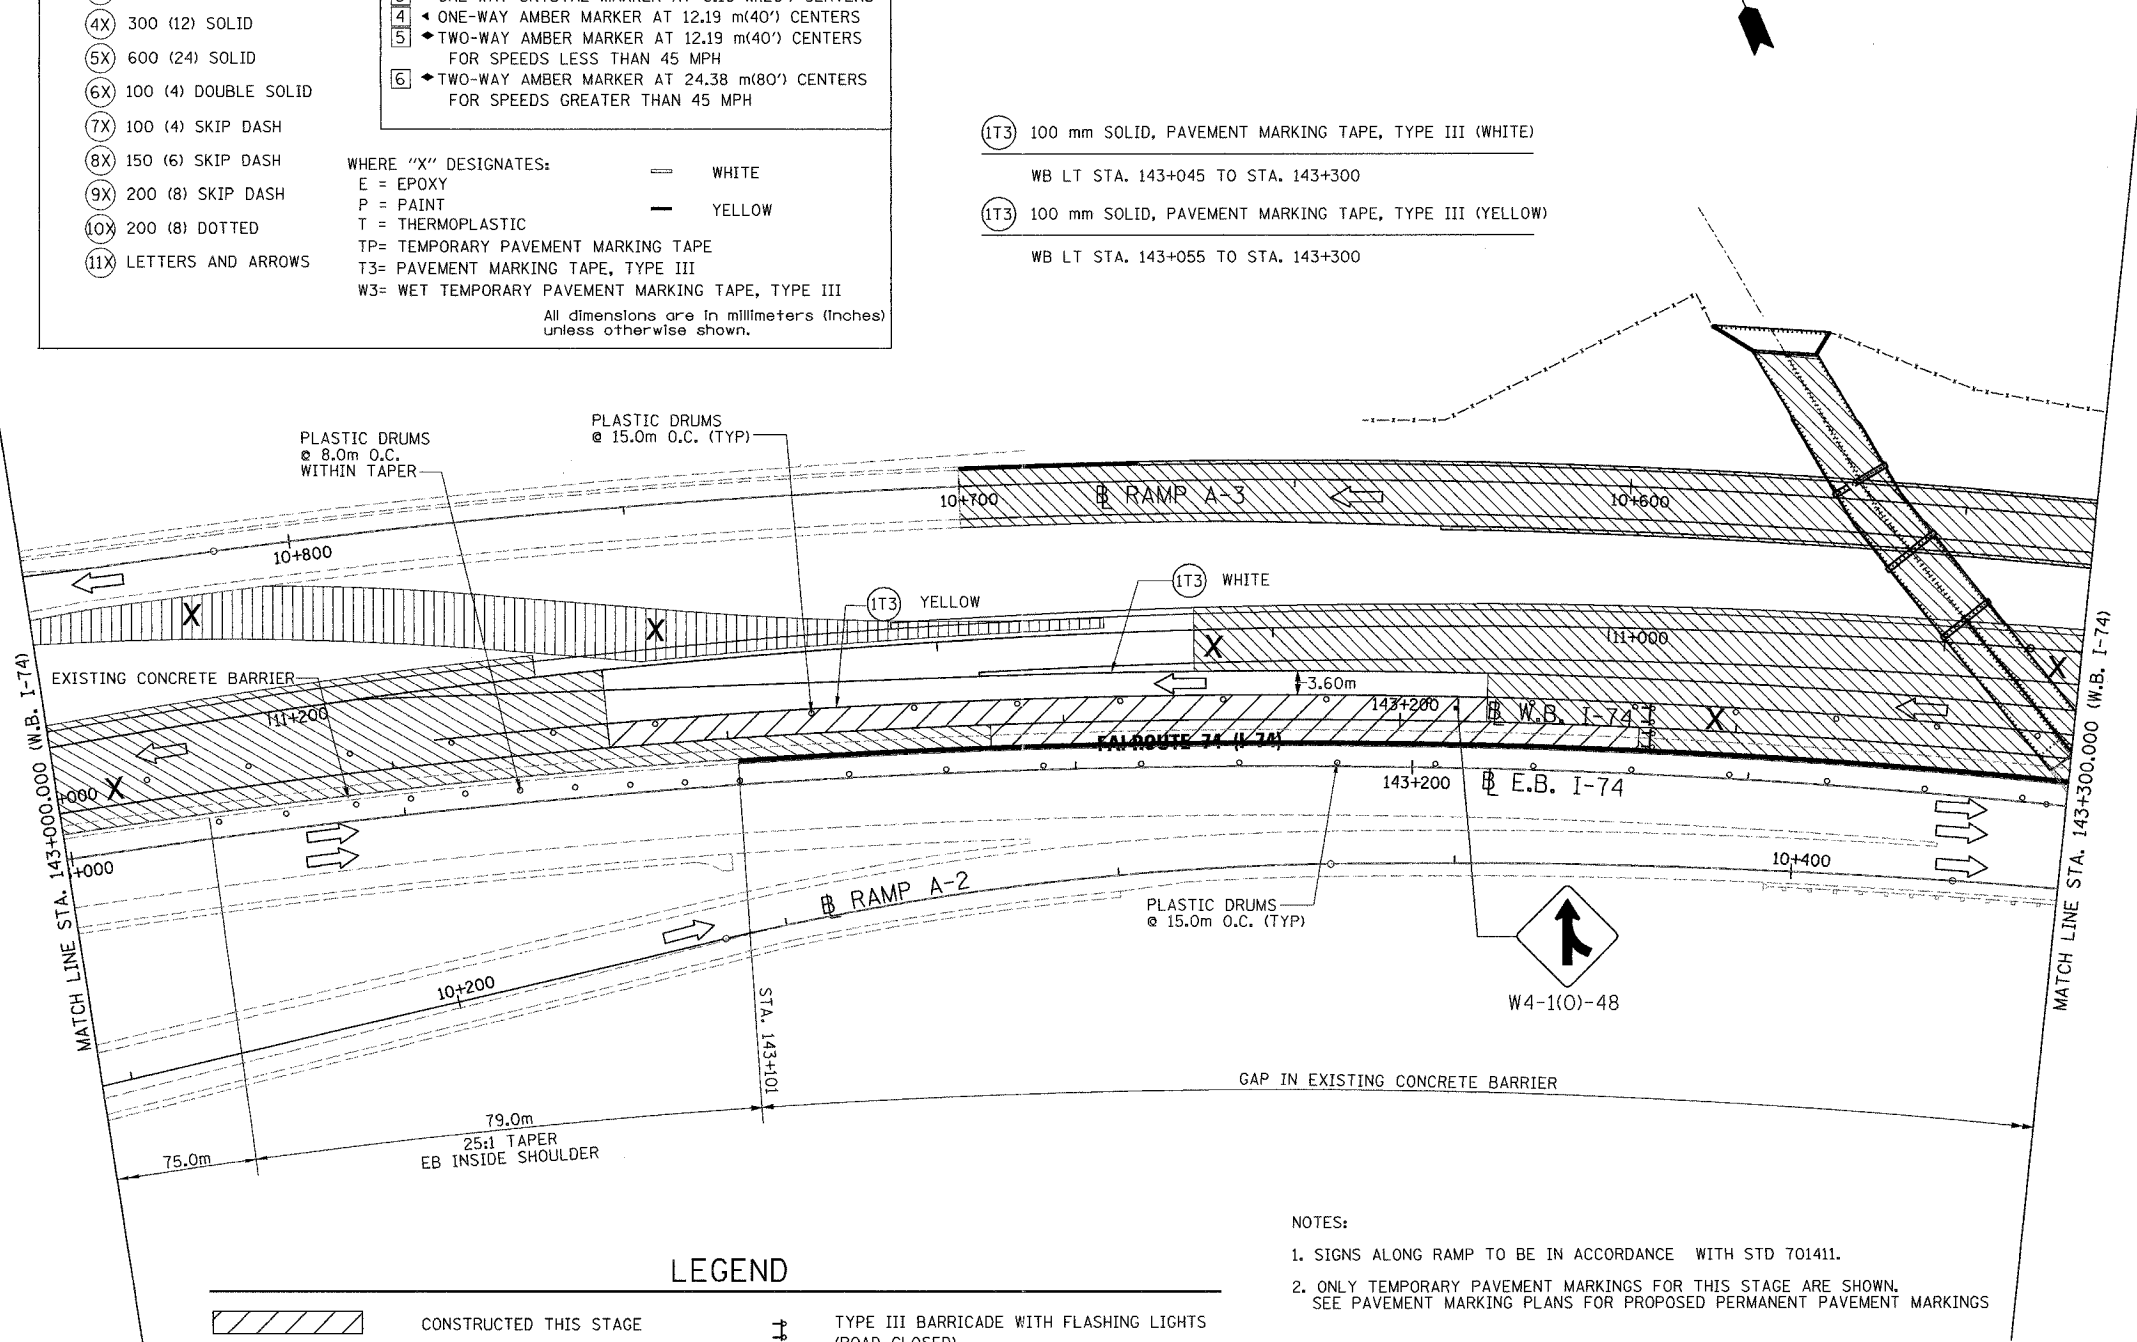 4X 300 (12) SOLID
5X 600 (24) SOLID
6X 100 (4) DOUBLE SOLID
7X 100 (4) SKIP DASH
8X 150 (6) SKIP DASH
9X 200 (8) SKIP DASH
10X 200 (8) DOTTED
11X LETTERS AND ARROWS
4 ONE-WAY AMBER MARKER AT 12.19 m(40') CENTERS
5 TWO-WAY AMBER MARKER AT 12.19 m(40') CENTERS
FOR SPEEDS LESS THAN 45 MPH
6 TWO-WAY AMBER MARKER AT 24.38 m(80') CENTERS
FOR SPEEDS GREATER THAN 45 MPH
WHERE "X" DESIGNATES:
E = EPOXY
P = PAINT
T = THERMOPLASTIC
TP= TEMPORARY PAVEMENT MARKING TAPE
T3= PAVEMENT MARKING TAPE, TYPE III
W3= WET TEMPORARY PAVEMENT MARKING TAPE, TYPE III
WHITE
YELLOW
All dimensions are in millimeters (inches)
unless otherwise shown.
1T3 100 mm SOLID, PAVEMENT MARKING TAPE, TYPE III (WHITE)
WB LT STA. 143+045 TO STA. 143+300
1T3 100 mm SOLID, PAVEMENT MARKING TAPE, TYPE III (YELLOW)
WB LT STA. 143+055 TO STA. 143+300
PLASTIC DRUMS
@ 8.0m O.C.
WITHIN TAPER
PLASTIC DRUMS
@ 15.0m O.C. (TYP)
10+700
RAMP A-3
10+600
10+800
1T3 YELLOW
1T3 WHITE
X
X
X
11+000
X
EXISTING CONCRETE BARRIER
11+200
3.60m
143+200
W.B. I-74
X
FAI ROUTE 74 (I-74)
X
+000
143+200
E.B. I-74
+000
10+400
RAMP A-2
PLASTIC DRUMS
@ 15.0m O.C. (TYP)
10+200
W4-1(O)-48
STA. 143+101
MATCH LINE STA. 143+000.000 (W.B. I-74)
MATCH LINE STA. 143+300.000 (W.B. I-74)
GAP IN EXISTING CONCRETE BARRIER
79.0m
25:1 TAPER
EB INSIDE SHOULDER
75.0m
NOTES:
1. SIGNS ALONG RAMP TO BE IN ACCORDANCE WITH STD 701411.
2. ONLY TEMPORARY PAVEMENT MARKINGS FOR THIS STAGE ARE SHOWN.
SEE PAVEMENT MARKING PLANS FOR PROPOSED PERMANENT PAVEMENT MARKINGS
LEGEND
CONSTRUCTED THIS STAGE
TYPE III BARRICADE WITH FLASHING LIGHTS